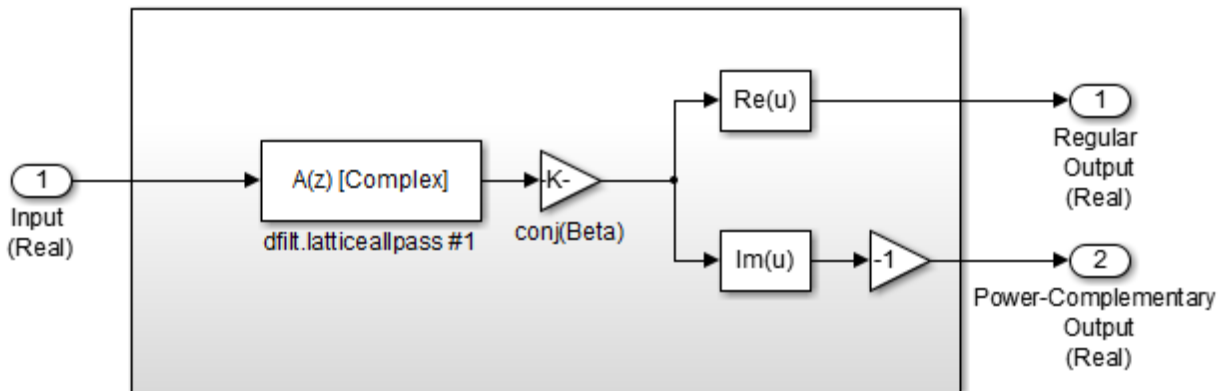 Re(u)
1
Regular
Output
(Real)
1
Input
(Real)
A(z) [Complex]
dfilt.latticeallpass #1
-K-
conj(Beta)
Im(u)
-1
2
Power-Complementary
Output
(Real)